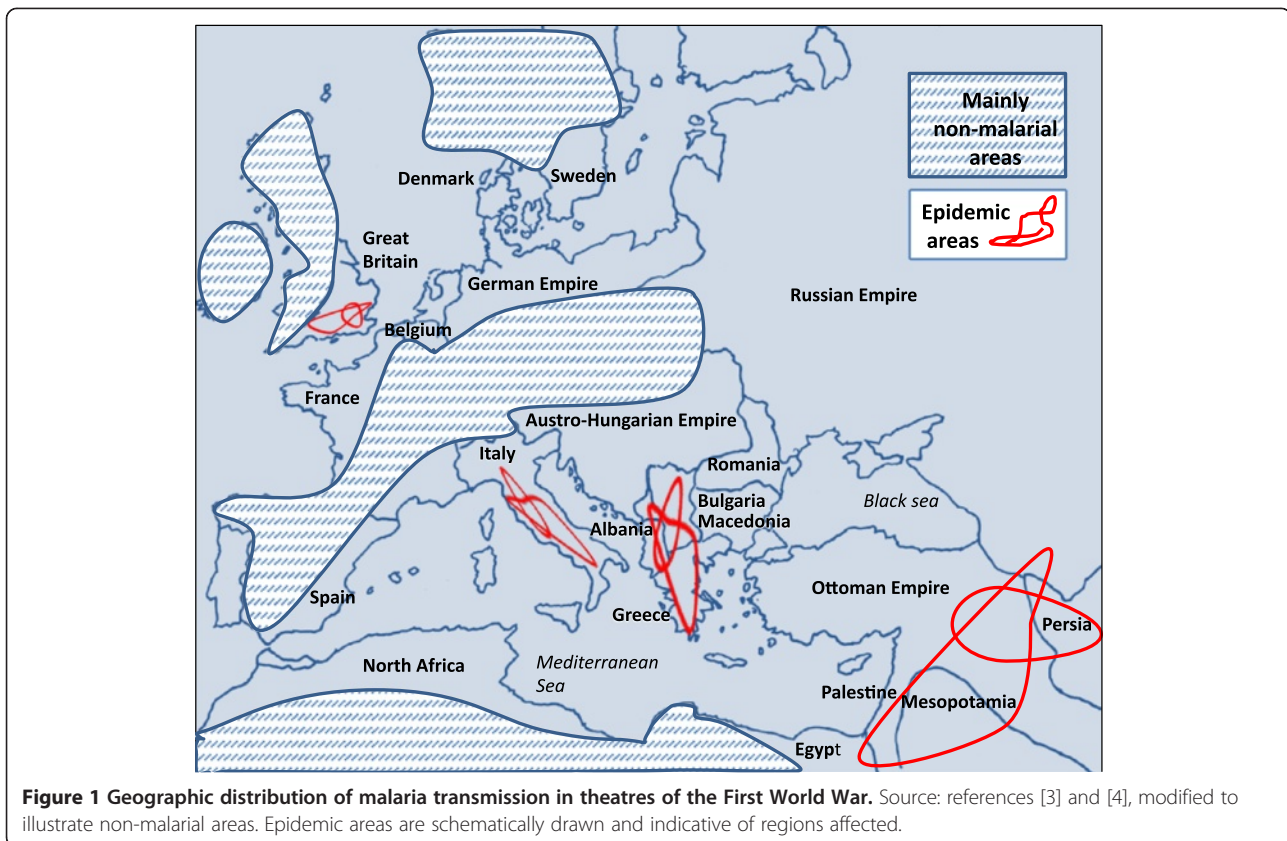 Mainly
non-malarial
areas
Epidemic
areas
Denmark
Sweden
Great
Britain
German Empire
Russian Empire
Belgium
France
Austro-Hungarian Empire
Italy
Romania
Bulgaria
Black sea
Macedonia
Albania
Ottoman Empire
Spain
Greece
Persia
North Africa
Mediterranean
Sea
Palestine
Mesopotamia
Egypt
Figure 1 Geographic distribution of malaria transmission in theatres of the First World War. Source: references [3] and [4], modified to
illustrate non-malarial areas. Epidemic areas are schematically drawn and indicative of regions affected.